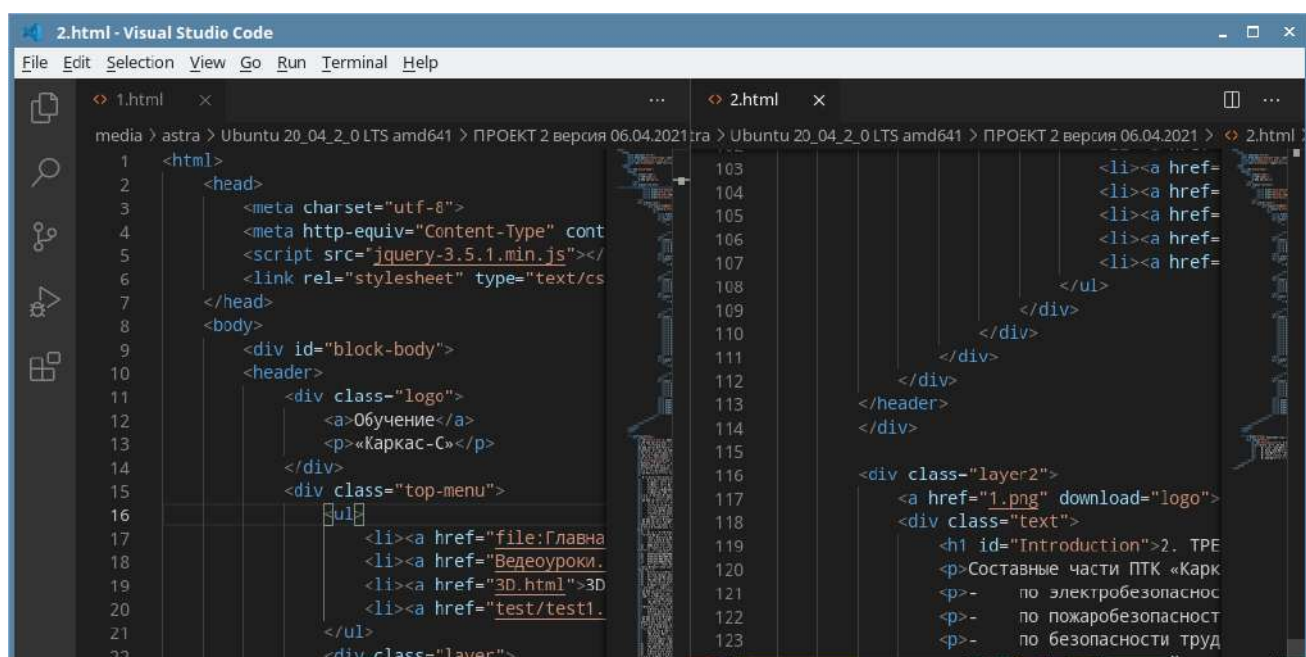 2.html - Visual Studio Code
File Edit Selection View Go Run Terminal Help
1.html
media > astra > Ubuntu 20_04_2_0 LTS amd641 > ПРОЕКТ 2 версия 06.04.2021
1 <html>
2 <head>
3 <meta charset="utf-8">
4 <meta http-equiv="Content-Type" cont
5 <script src="jquery-3.5.1.min.js"></
6 <link rel="stylesheet" type="text/cs
7 </head>
8 <body>
9 <div id="block-body">
10 <header>
11 <div class="logo">
12 <a>Обучение</a>
13 <p>«Каркас-С»</p>
14 </div>
15 <div class="top-menu">
16 <ul>
17 <li><a href="file:Главна
18 <li><a href="Ведеоуроки.
19 <li><a href="3D.html">3D
20 <li><a href="test/test1.
21 </ul>
22 <div class="layer">
2.html
tra > Ubuntu 20_04_2_0 LTS amd641 > ПРОЕКТ 2 версия 06.04.2021 > 2.html
103 <li><a href=
104 <li><a href=
105 <li><a href=
106 <li><a href=
107 <li><a href=
108 </ul>
109 </div>
110 </div>
111 </div>
112 </div>
113 </header>
114 </div>
115
116 <div class="layer2">
117 <a href="1.png" download="logo">
118 <div class="text">
119 <h1 id="Introduction">2. ТРЕ
120 <p>Составные части ПТК «Карк
121 <p>- по электробезопаснос
122 <p>- по пожаробезопасност
123 <p>- по безопасности труд